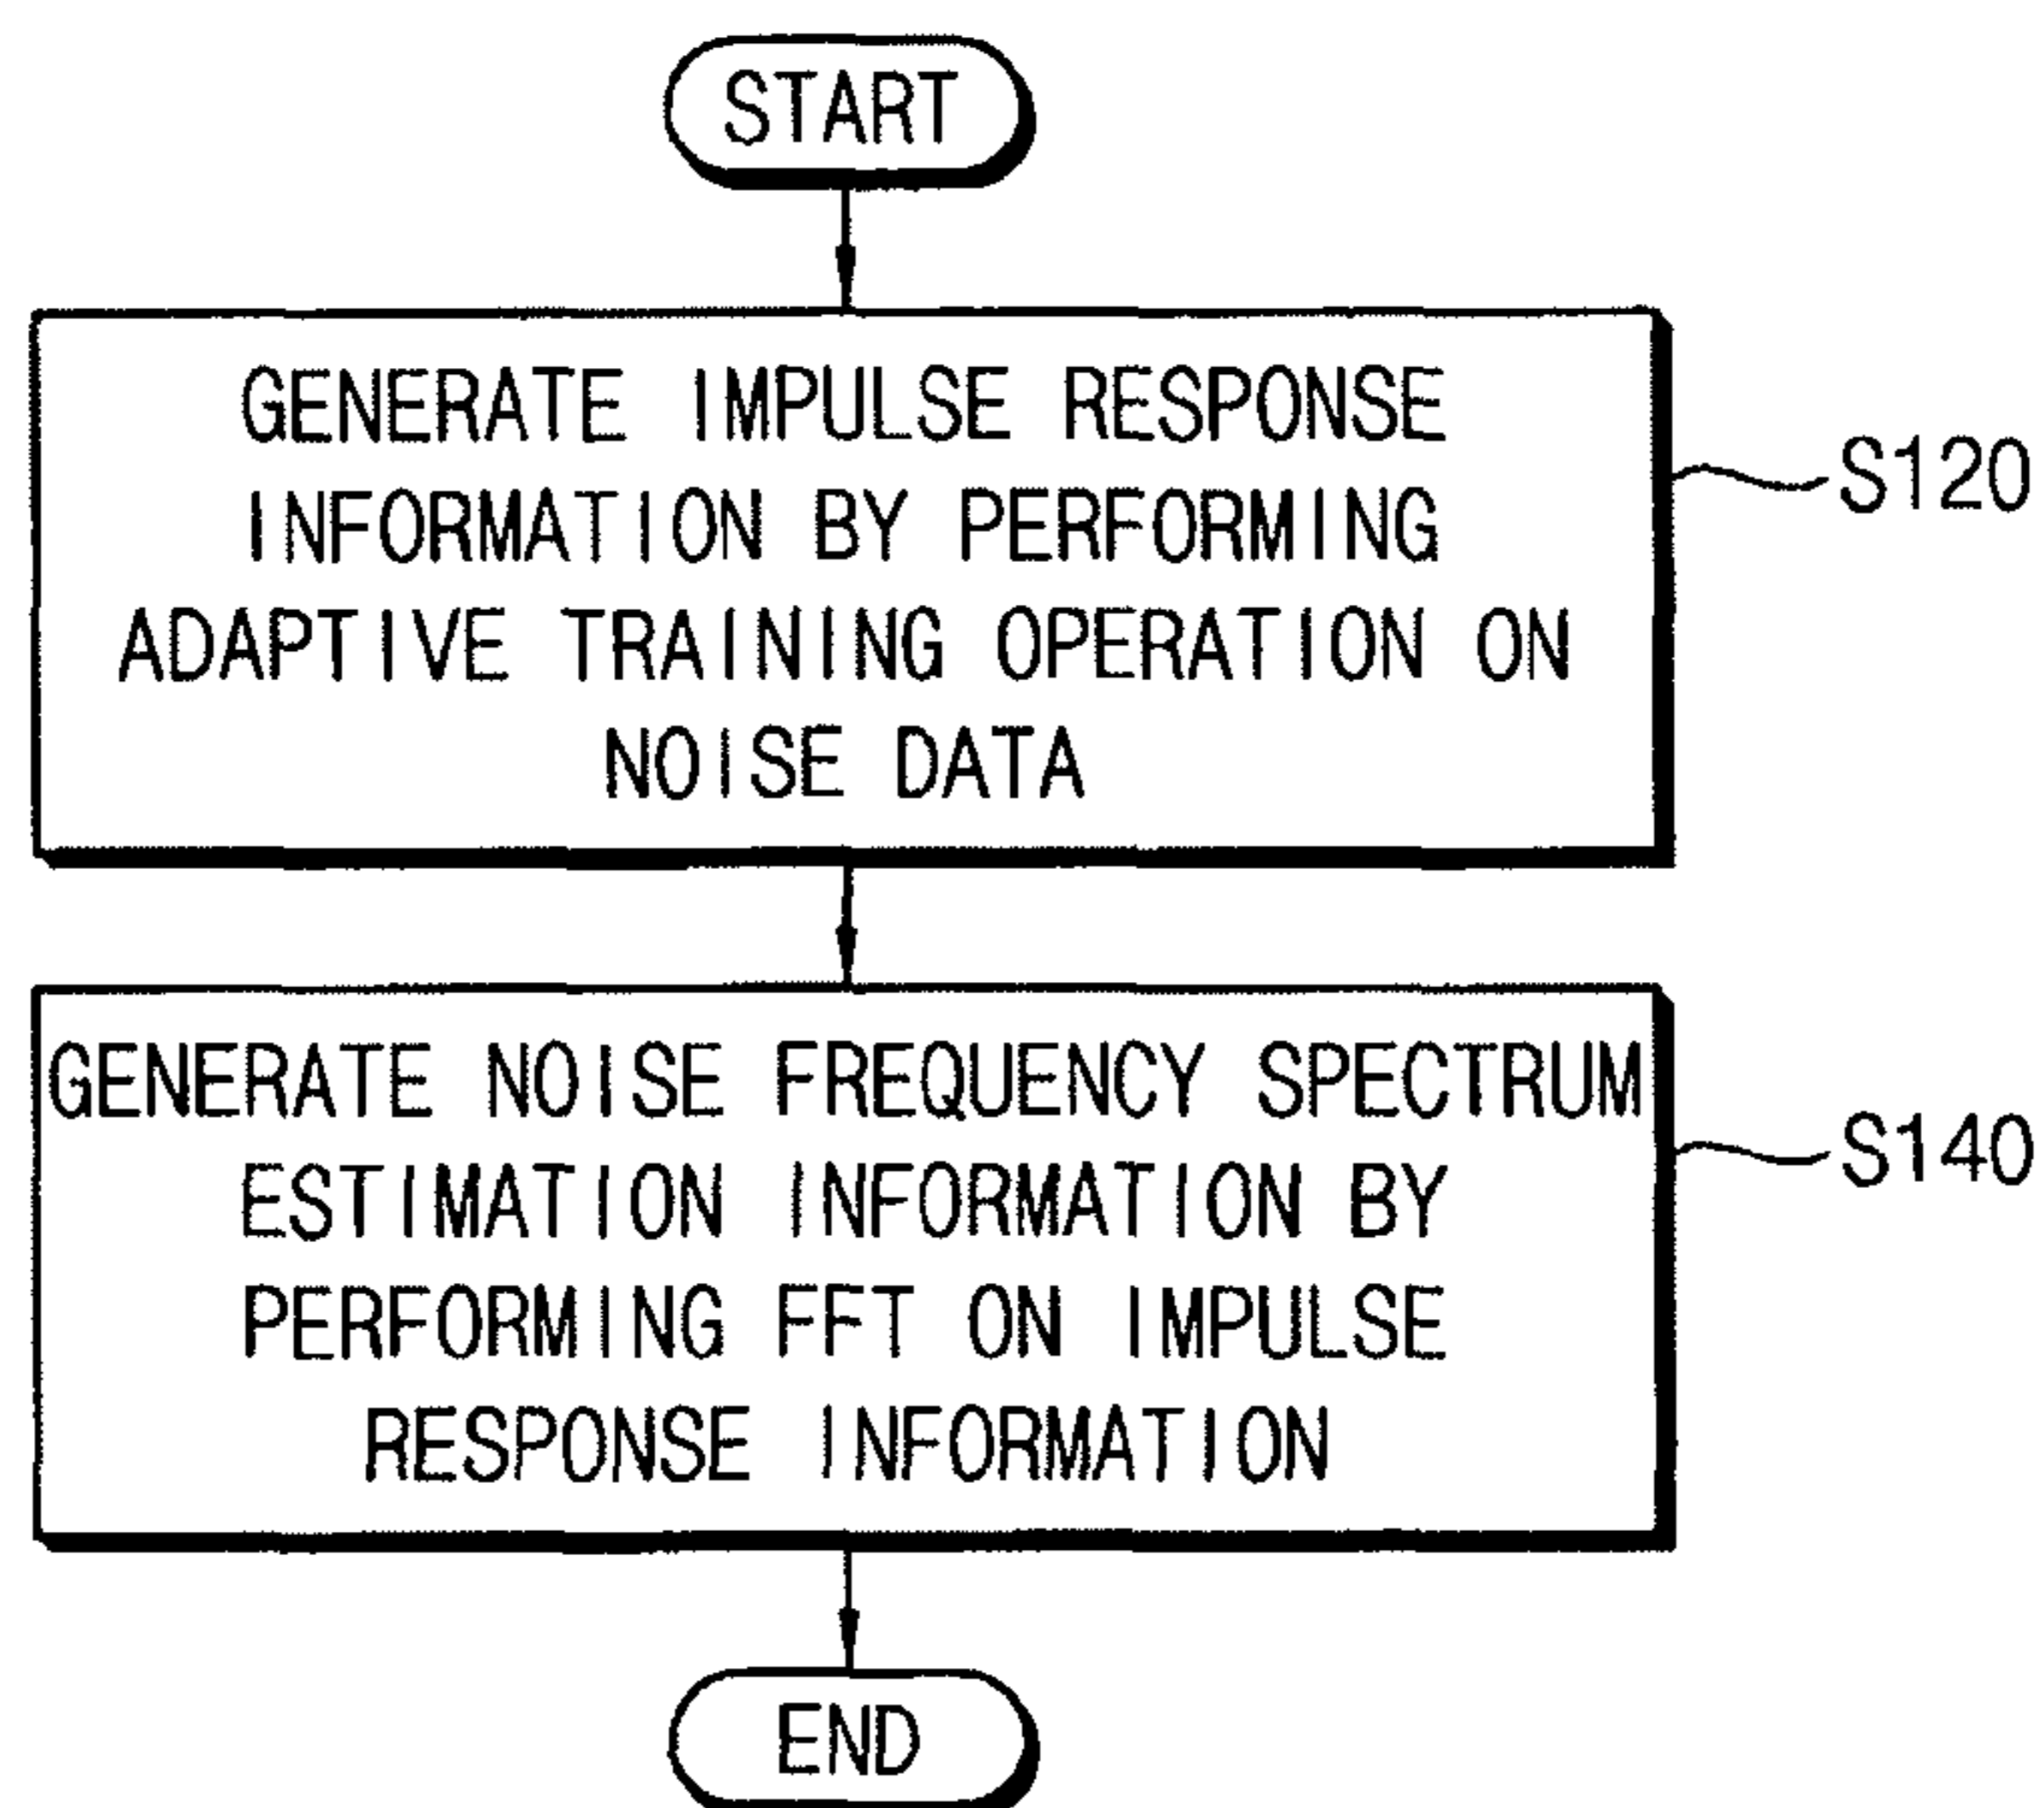 START
GENERATE IMPULSE RESPONSE
INFORMATION BY PERFORMING
ADAPTIVE TRAINING OPERATION ON
NOISE DATA
S120
GENERATE NOISE FREQUENCY SPECTRUM
ESTIMATION INFORMATION BY
PERFORMING FFT ON IMPULSE
RESPONSE INFORMATION
S140
END